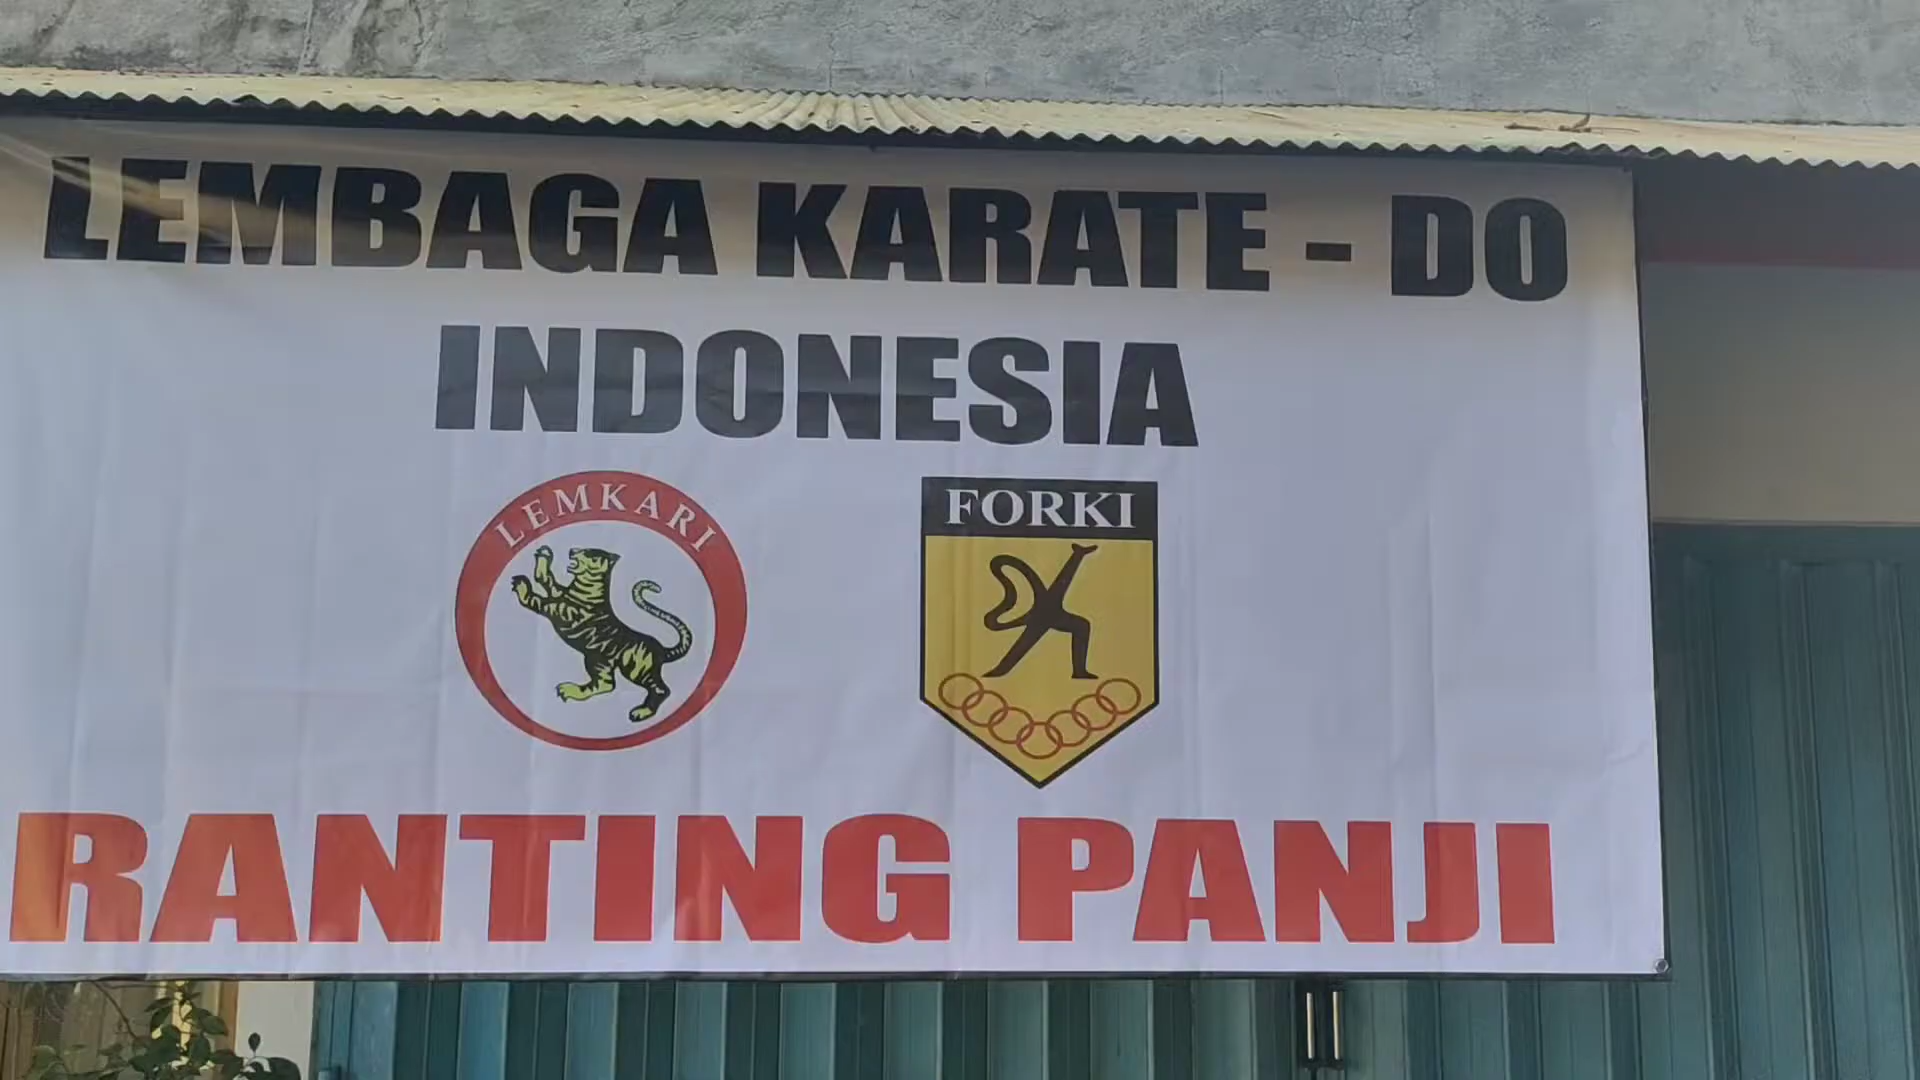 LEMBAGA KARATE - DO
INDONESIA
LEMKARI
FORKI
RANTING PANJI